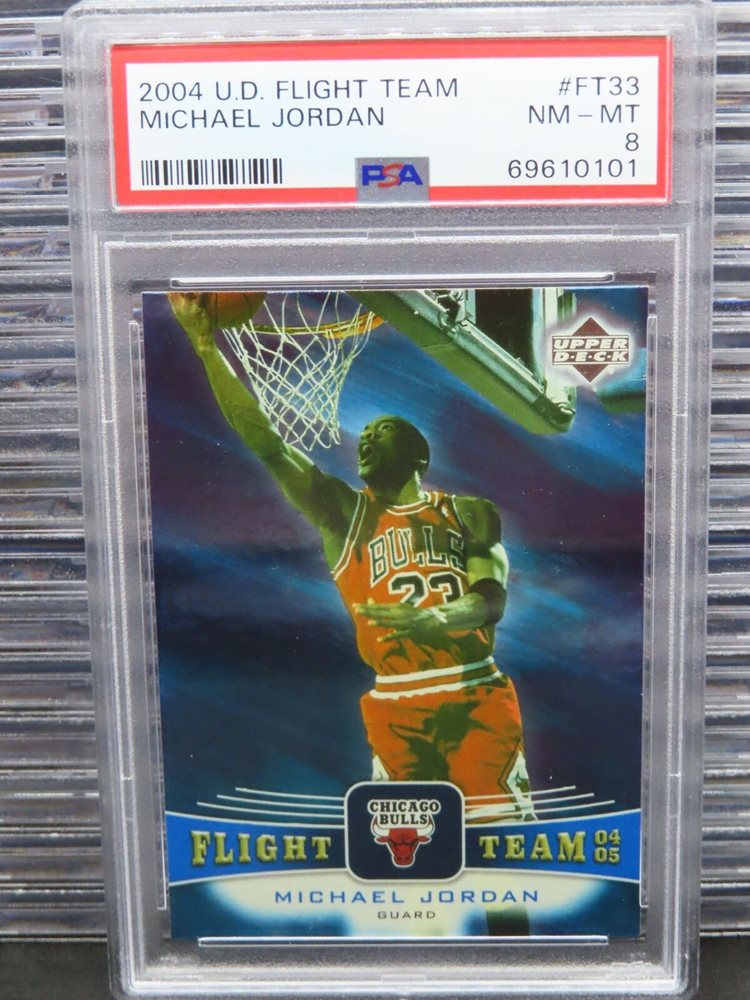 2004 U.D. FLIGHT TEAM #FT33
MICHAEL JORDAN NM - MT
8
PSA 69610101
UPPER
D·E·C·K
BULLS
23
CHICAGO
BULLS
FLIGHT TEAM 04
05
MICHAEL JORDAN
GUARD